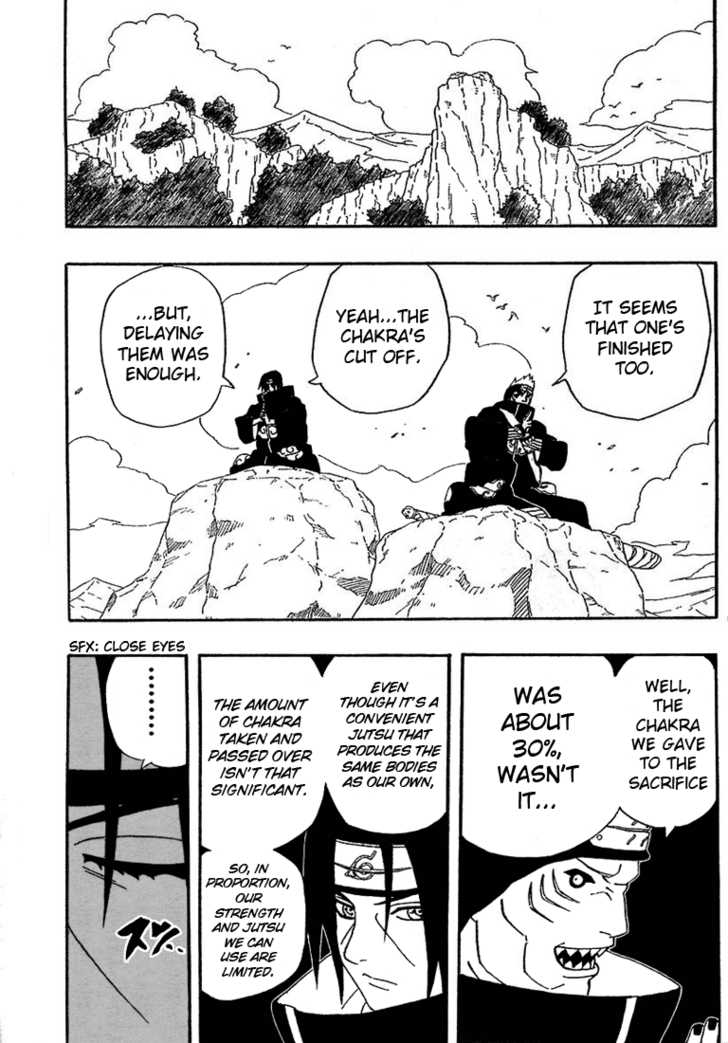 IT SEEMS
THAT ONE'S
FINISHED
TOO.
YEAH...THE
CHAKRA'S
CUT OFF.
...BUT,
DELAYING
THEM WAS
ENOUGH.
WELL,
THE
CHAKRA
WE GAVE
TO THE
SACRIFICE
WAS
ABOUT
30%,
WASN'T
IT...
EVEN
THOUGH IT'S A
CONVENIENT
JUTSU THAT
PRODUCES THE
SAME BODIES
AS OUR OWN,
THE AMOUNT
OF CHAKRA
TAKEN AND
PASSED OVER
ISN'T THAT
SIGNIFICANT.
SO, IN
PROPORTION,
OUR
STRENGTH
AND JUTSU
WE CAN
USE ARE
LIMITED.
SFX: CLOSE EYES
........
スッ